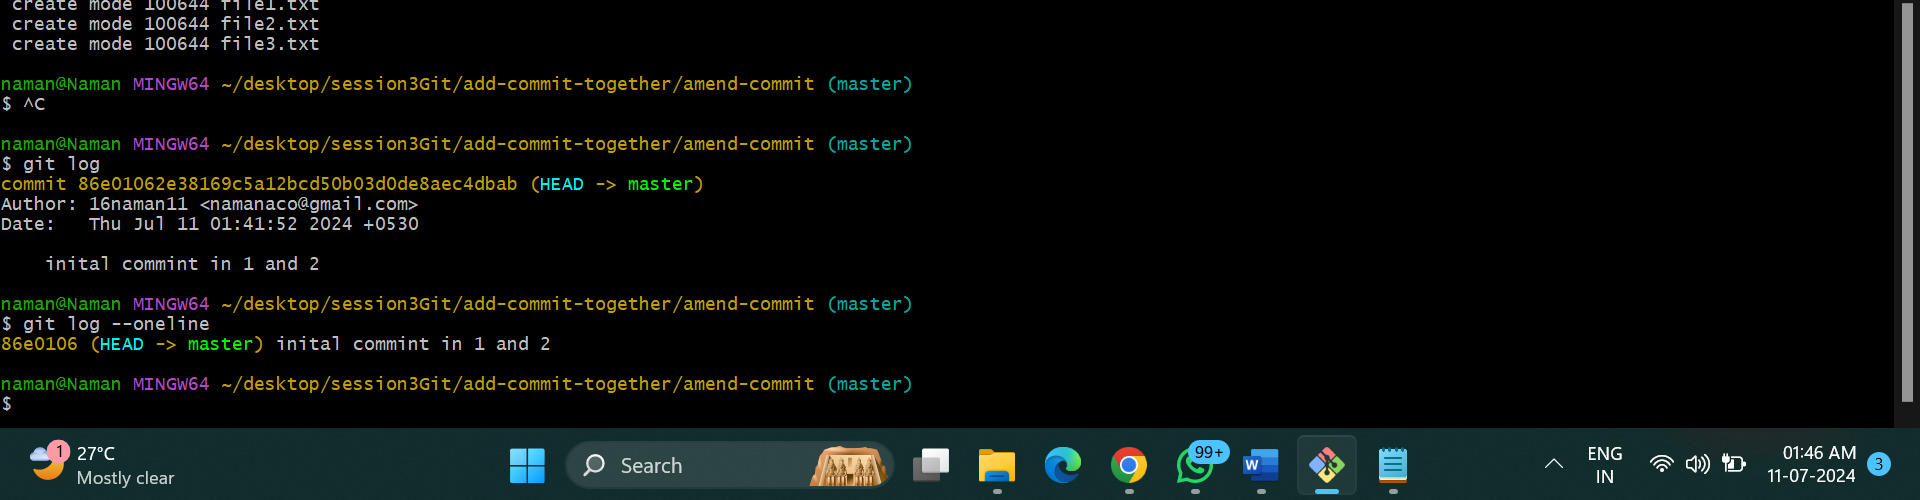 create mode 100644 file1.txt
create mode 100644 file2.txt
create mode 100644 file3.txt
naman@Naman MINGW64 ~/desktop/session3Git/add-commit-together/amend-commit (master)
$ ^C
naman@Naman MINGW64 ~/desktop/session3Git/add-commit-together/amend-commit (master)
$ git log
commit 86e01062e38169c5a12bcd50b03d0de8aec4dbab (HEAD -> master)
Author: 16naman11 <namanaco@gmail.com>
Date:   Thu Jul 11 01:41:52 2024 +0530
    inital commint in 1 and 2
naman@Naman MINGW64 ~/desktop/session3Git/add-commit-together/amend-commit (master)
$ git log --oneline
86e0106 (HEAD -> master) inital commint in 1 and 2
naman@Naman MINGW64 ~/desktop/session3Git/add-commit-together/amend-commit (master)
$
1
27°C
Mostly clear
Search
99+
W
ENG
IN
01:46 AM
11-07-2024
3